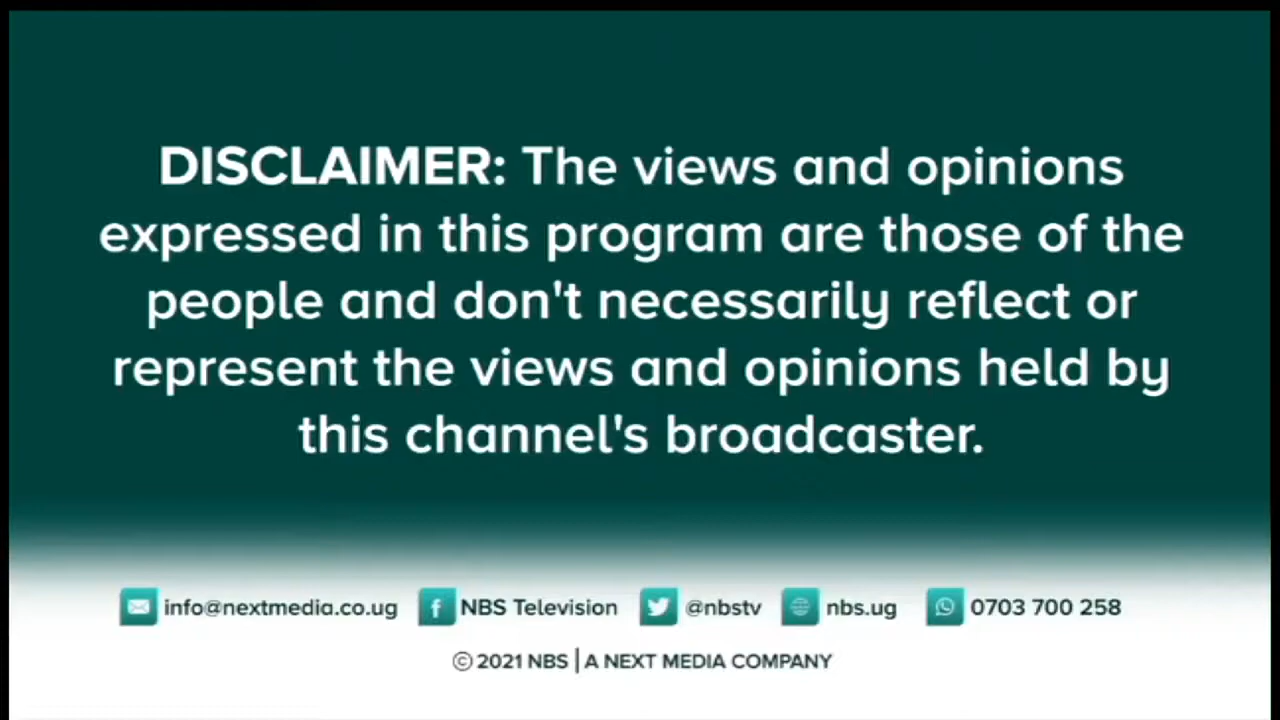 DISCLAIMER: The views and opinions
expressed in this program are those of the
people and don't necessarily reflect or
represent the views and opinions held by
this channel's broadcaster.
info@nextmedia.co.ug NBS Television @nbstv nbs.ug 0703 700 258
© 2021 NBS | A NEXT MEDIA COMPANY